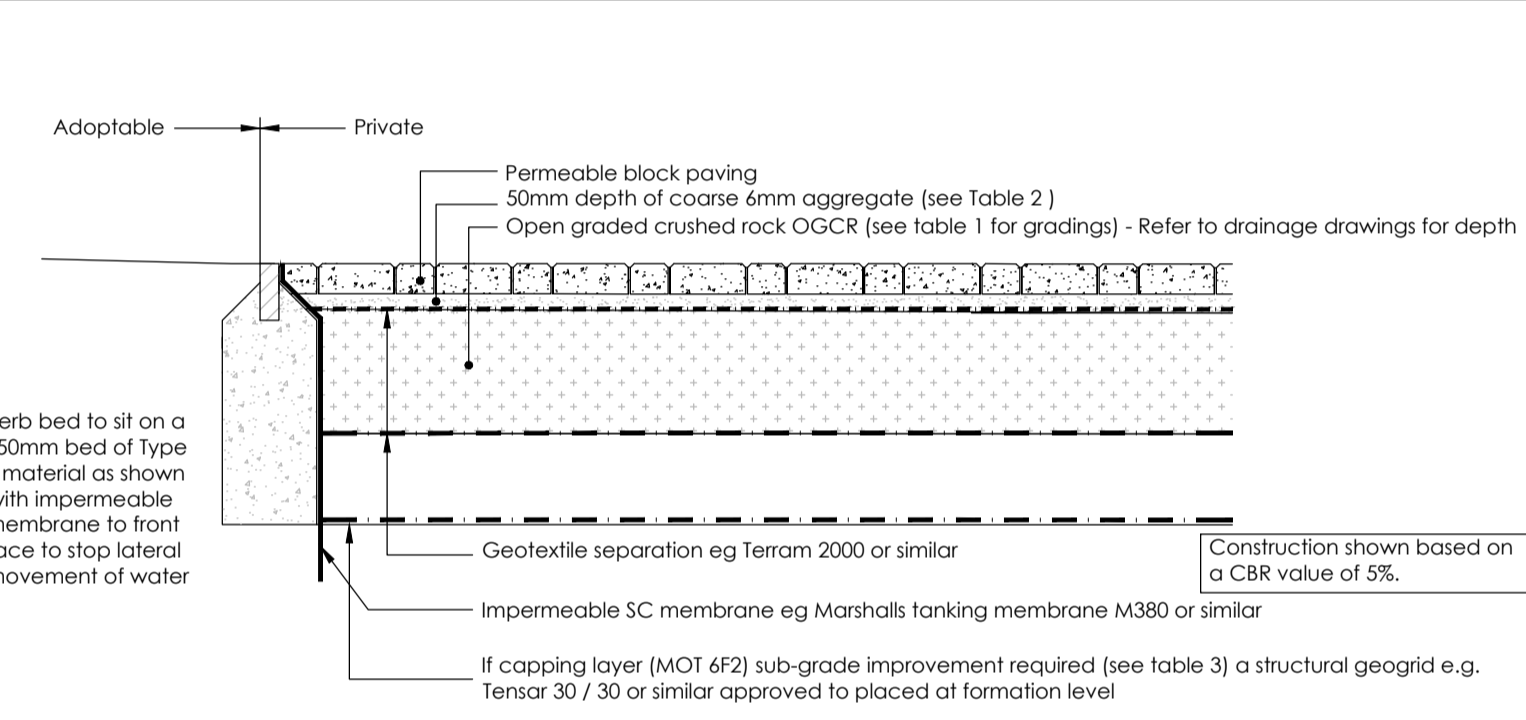 Adoptable
Private
Permeable block paving
50mm depth of coarse 6mm aggregate (see Table 2 )
Open graded crushed rock OGCR (see table 1 for gradings) - Refer to drainage drawings for depth
erb bed to sit on a
50mm bed of Type
material as shown
with impermeable
membrane to front
ace to stop lateral
movement of water
Geotextile separation eg Terram 2000 or similar
Construction shown based on
a CBR value of 5%.
Impermeable SC membrane eg Marshalls tanking membrane M380 or similar
If capping layer (MOT 6F2) sub-grade improvement required (see table 3) a structural geogrid e.g.
Tensar 30 / 30 or similar approved to placed at formation level